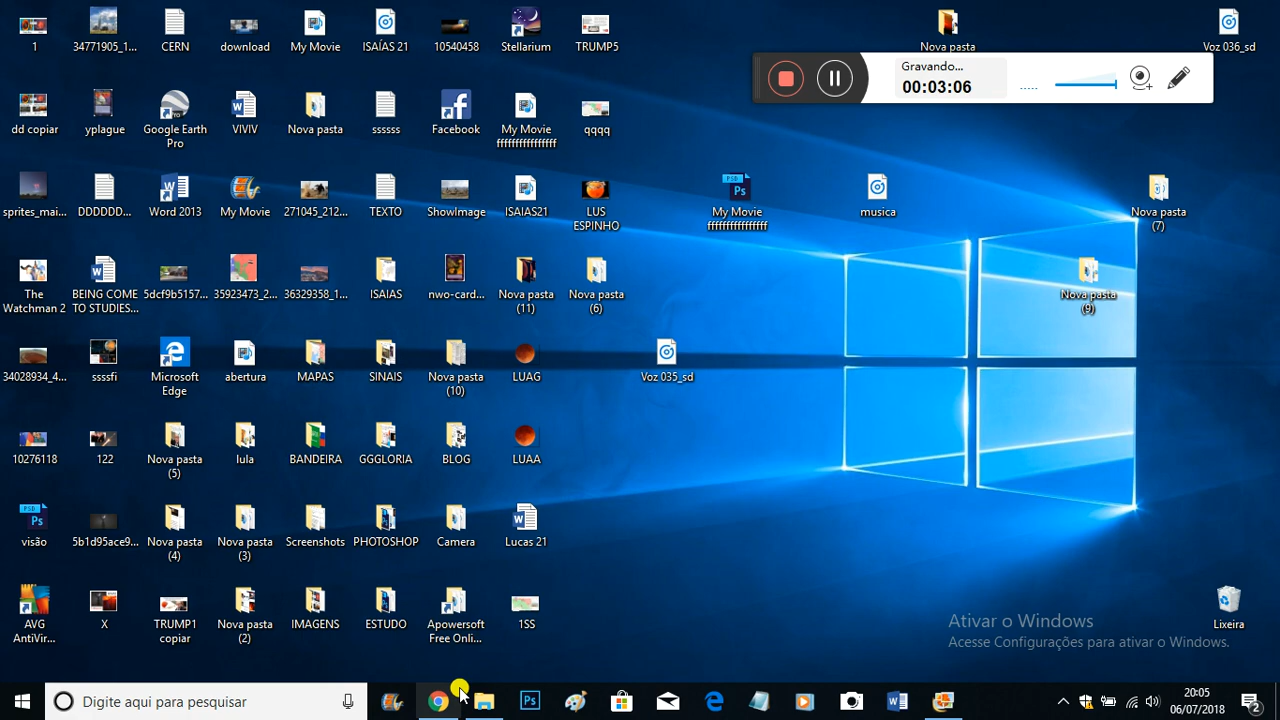 1
34771905_1...
CERN
download
My Movie
ISAÍAS 21
10540458
Stellarium
TRUMP5
Nova pasta
Voz 036_sd
Gravando...
00:03:06
dd copiar
yplague
Google Earth
Pro
VIVIV
Nova pasta
ssssss
Facebook
My Movie
ffffffffffffffff
qqqq
sprites_mai...
DDDDDD...
Word 2013
My Movie
271045_212...
TEXTO
ShowImage
ISAIAS21
LUS
ESPINHO
My Movie
ffffffffffffffff
musica
Nova pasta
(7)
The
Watchman 2
BEING COME
TO STUDIES...
5dcf9b5157...
35923473_2...
36329358_1...
ISAIAS
nwo-card...
Nova pasta
(11)
Nova pasta
(6)
Nova pasta
(9)
34028934_4...
ssssfi
Microsoft
Edge
abertura
MAPAS
SINAIS
Nova pasta
(10)
LUAG
Voz 035_sd
10276118
122
Nova pasta
(5)
lula
BANDEIRA
GGGLORIA
BLOG
LUAA
visão
5b1d95ace9...
Nova pasta
(4)
Nova pasta
(3)
Screenshots
PHOTOSHOP
Camera
Lucas 21
AVG
AntiVir...
X
TRUMP1
copiar
Nova pasta
(2)
IMAGENS
ESTUDO
Apowersoft
Free Onli...
1SS
Lixeira
Ativar o Windows
Acesse Configurações para ativar o Windows.
Digite aqui para pesquisar
20:05
06/07/2018
2